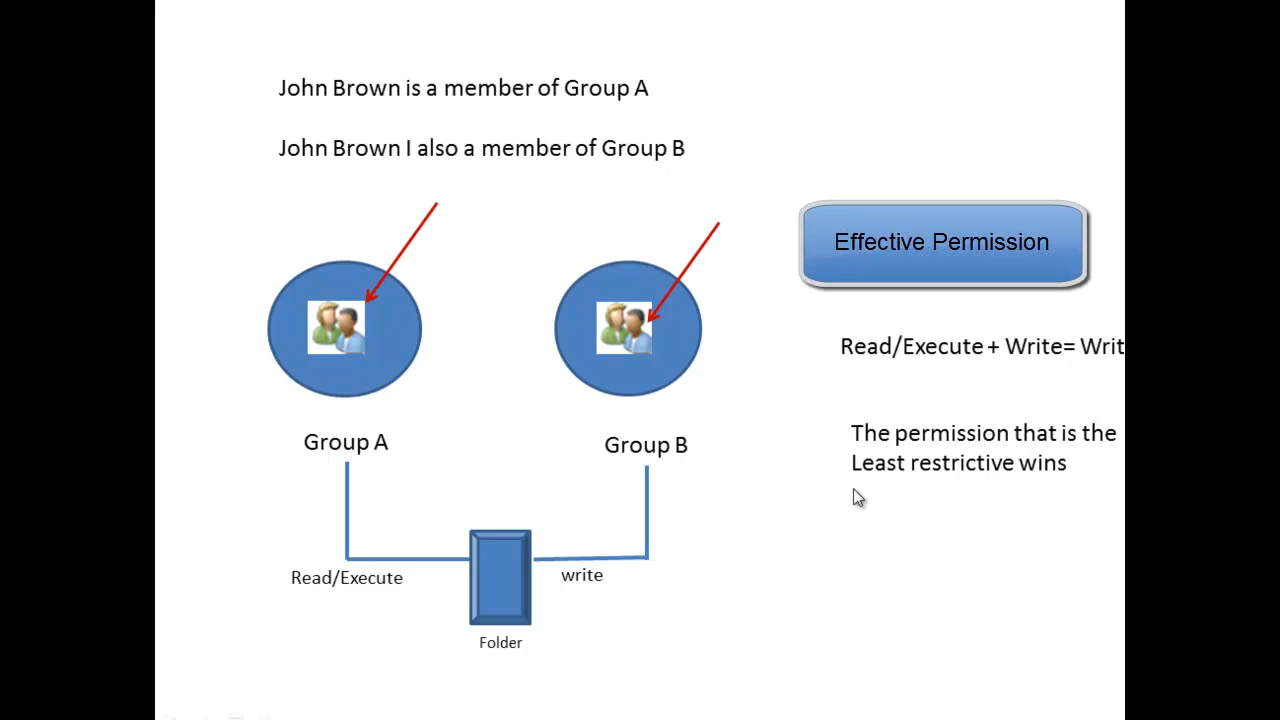 John Brown is a member of Group A
John Brown I also a member of Group B
Effective Permission
Read/Execute + Write= Writ
The permission that is the
Least restrictive wins
Group A
Group B
Read/Execute
write
Folder